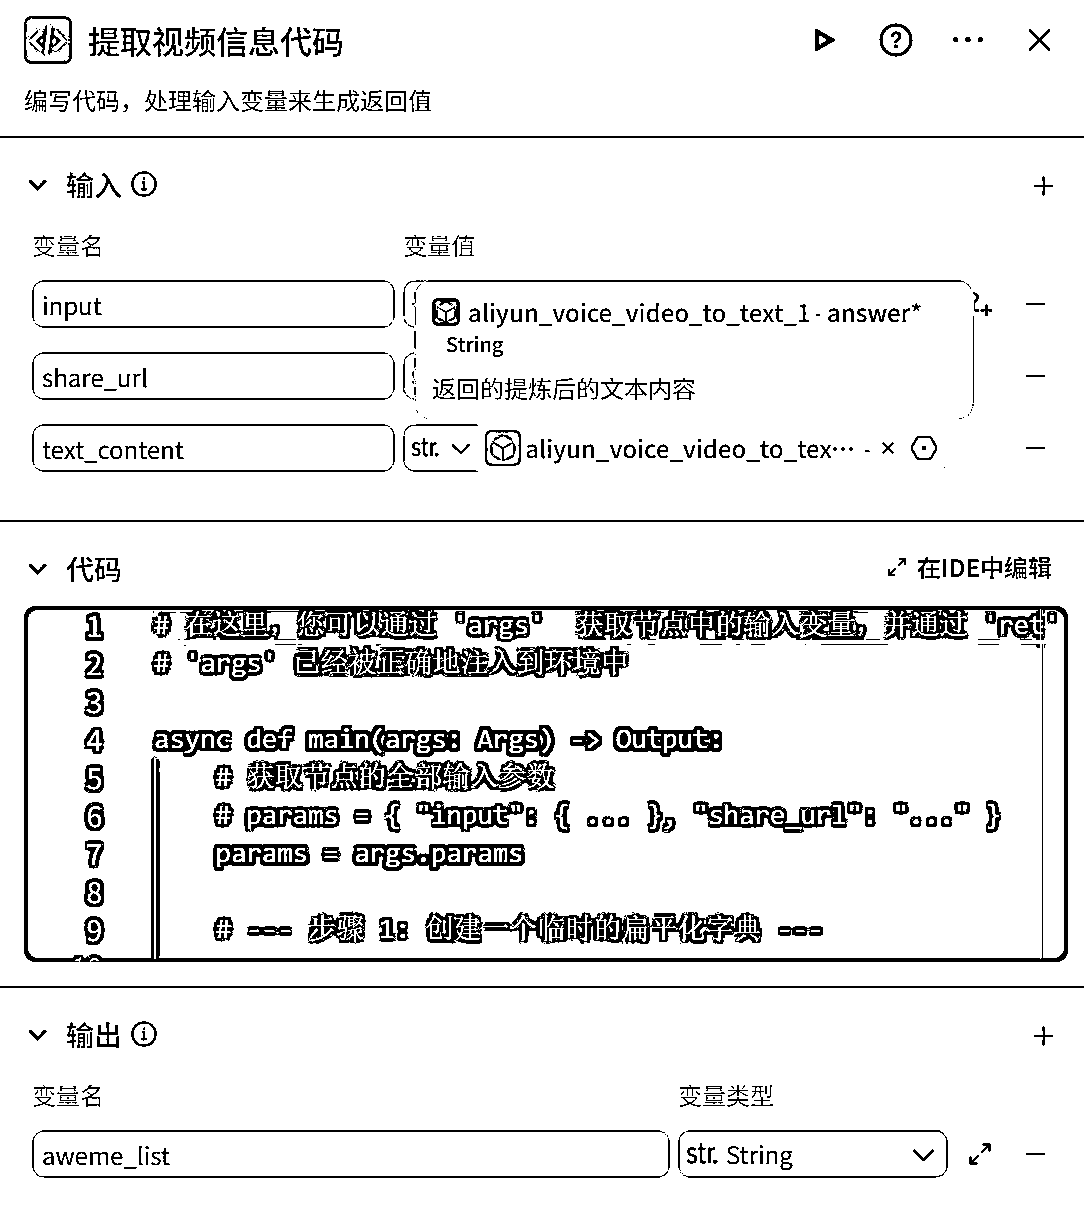 提取视频信息代码
编写代码，处理输入变量来生成返回值
输入
变量名 变量值
input
aliyun_voice_video_to_text_1 - answer*
String
share_url
返回的提炼后的文本内容
text_content str. aliyun_voice_video_to_tex··· -
代码 在IDE中编辑
1 # 在这里，您可以通过 'args' 获取节点中的输入变量，并通过 'ret'
2 # 'args' 已经被正确地注入到环境中
3
4 async def main(args: Args) -> Output:
5 # 获取节点的全部输入参数
6 # params = { "input": { ... }, "share_url": "..." }
7 params = args.params
8
9 # --- 步骤 1: 创建一个临时的扁平化字典 ---
输出
变量名 变量类型
aweme_list str. String